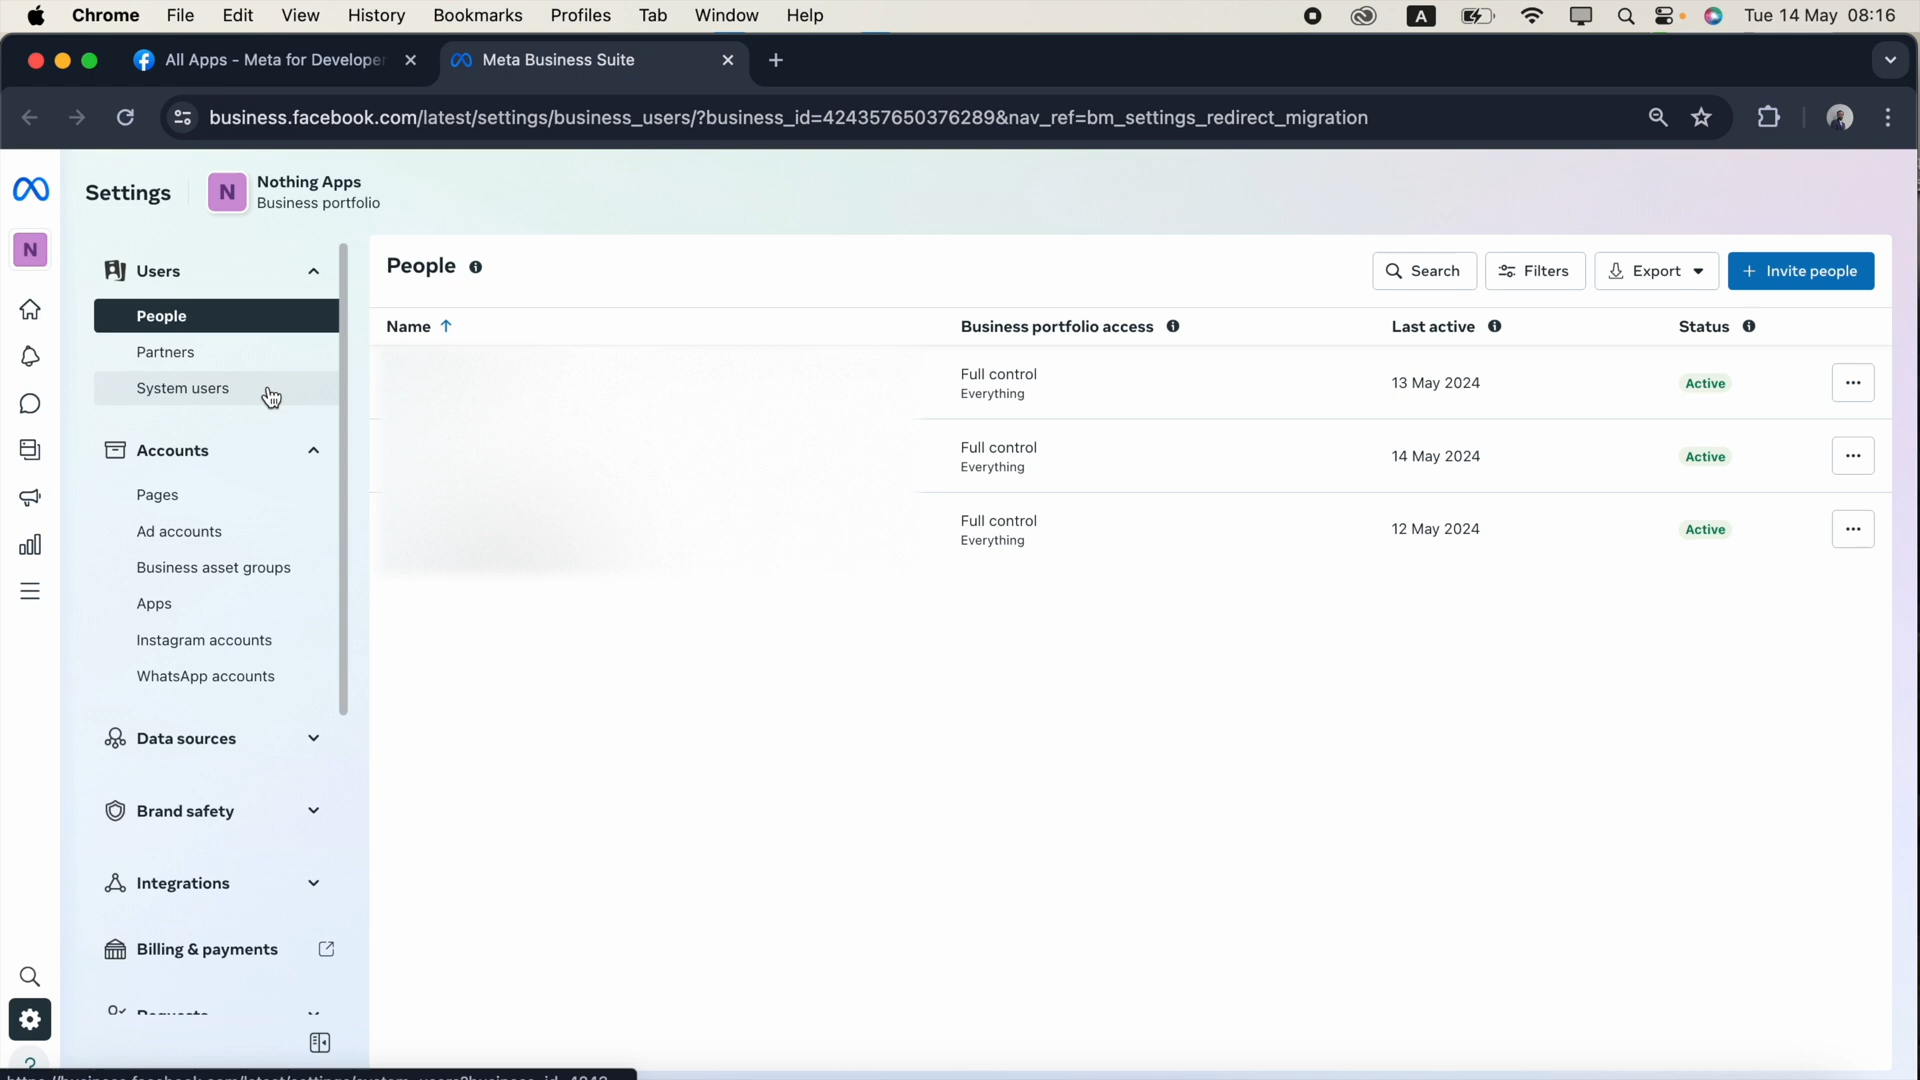 Chrome File Edit View History Bookmarks Profiles Tab Window Help A Tue 14 May 08:16
All Apps - Meta for Developer Meta Business Suite
business.facebook.com/latest/settings/business_users/?business_id=424357650376289&nav_ref=bm_settings_redirect_migration
Settings N Nothing Apps
Business portfolio
N
Users
People
Partners
System users
Accounts
Pages
Ad accounts
Business asset groups
Apps
Instagram accounts
WhatsApp accounts
Data sources
Brand safety
Integrations
Billing & payments
Requests
People Search Filters Export + Invite people
Name Business portfolio access Last active Status
Full control
Everything
13 May 2024 Active
Full control
Everything
14 May 2024 Active
Full control
Everything
12 May 2024 Active